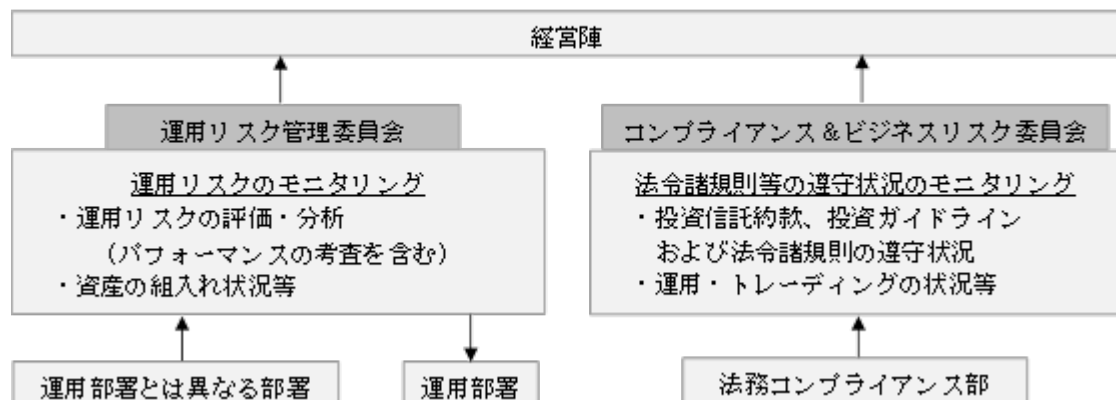 経営陣
運用リスク管理委員会
運用リスクのモニタリング
・運用リスクの評価・分析
（パフォーマンスの考査を含む）
・資産の組入れ状況等
運用部署とは異なる部署
運用部署
コンプライアンス＆ビジネスリスク委員会
法令諸規則等の遵守状況のモニタリング
・投資信託約款、投資ガイドライン
および法令諸規則の遵守状況
・運用・トレーディングの状況等
法務コンプライアンス部